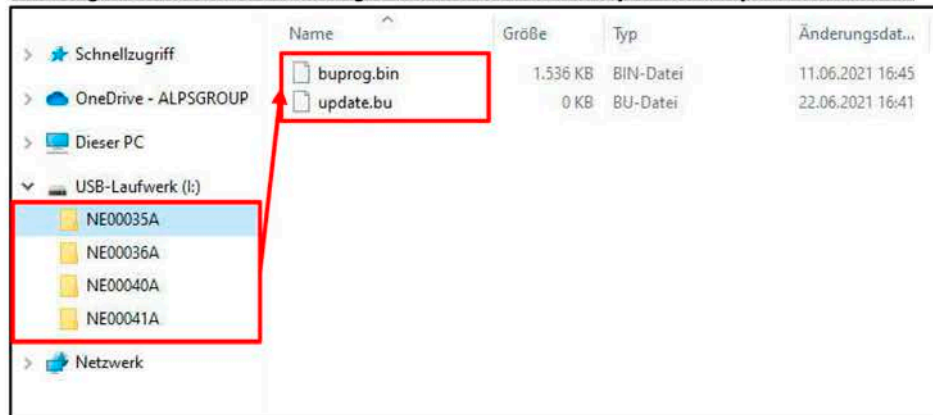 Name Größe Typ Änderungsdat...
Schnellzugriff
buprog.bin 1.536 KB BIN-Datei 11.06.2021 16:45
OneDrive - ALPSGROUP
update.bu 0 KB BU-Datei 22.06.2021 16:41
Dieser PC
USB-Laufwerk (I:)
NE00035A
NE00036A
NE00040A
NE00041A
Netzwerk